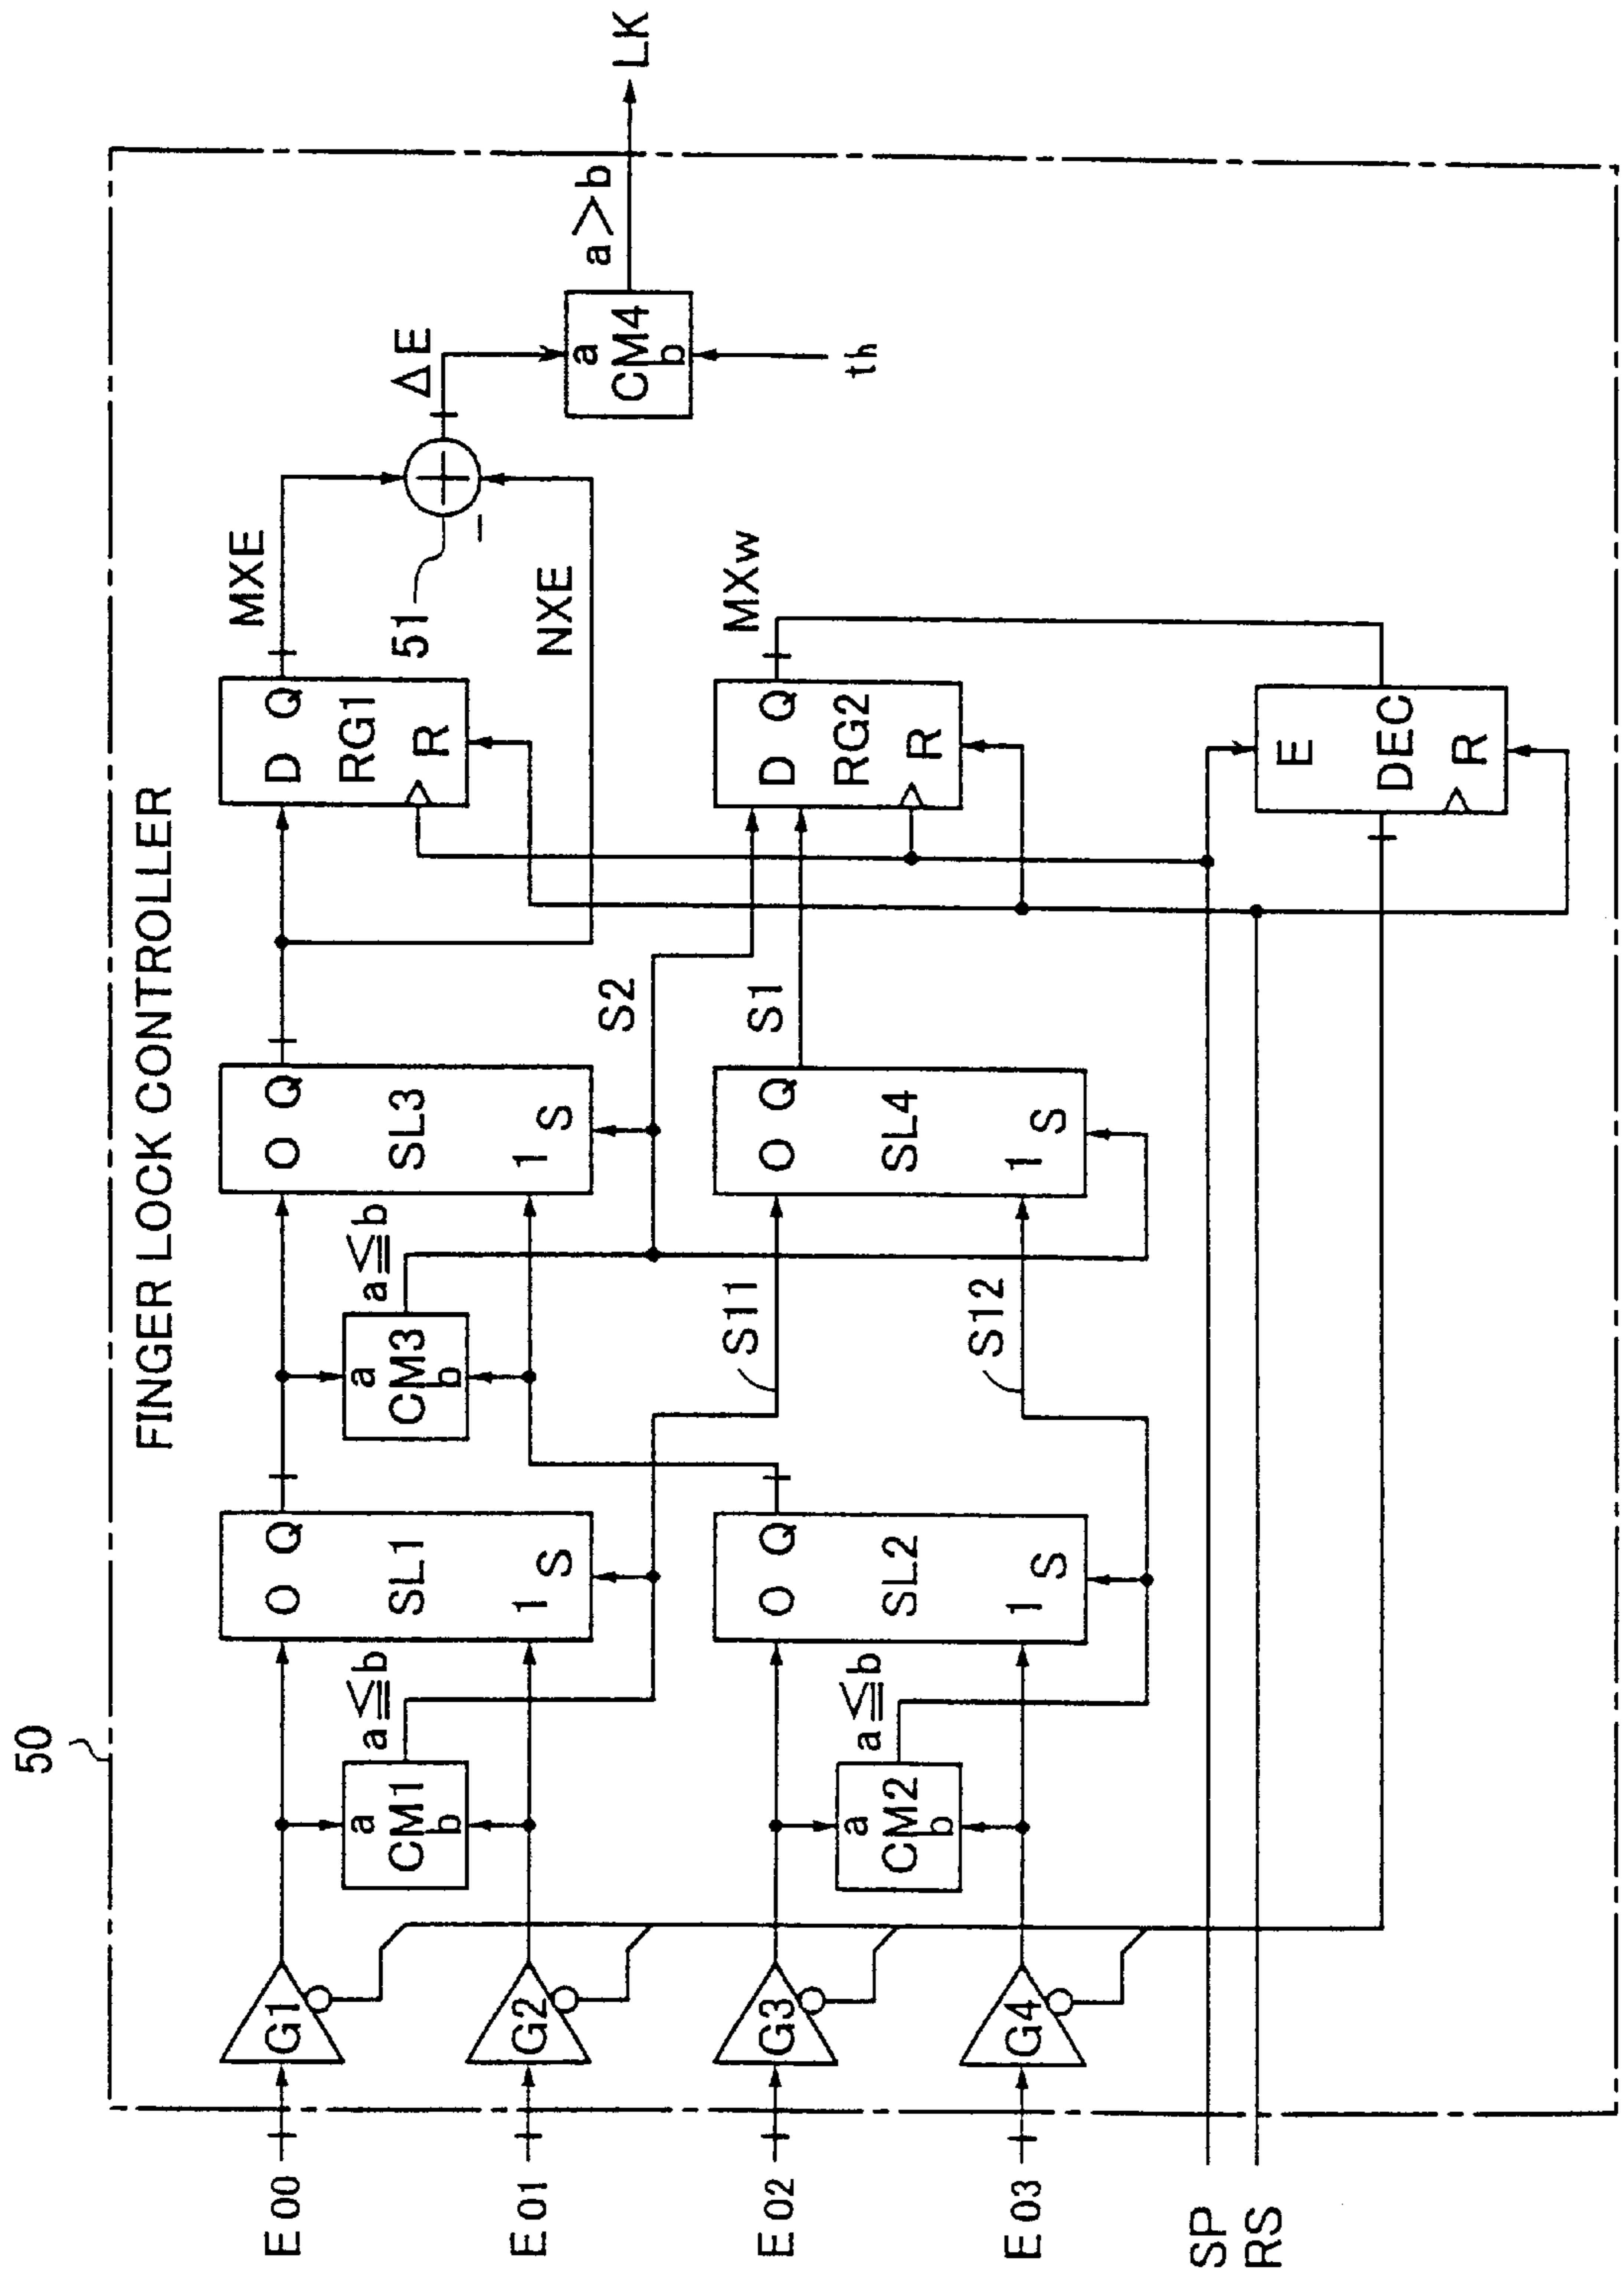 50
FINGER LOCK CONTROLLER
E00
G1
E01
G2
E02
G3
E03
G4
SP
RS
a
CM1
b
a≦b
a
CM2
b
a≦b
O Q
SL1
1 S
O Q
SL2
1 S
a
CM3
b
a≦b
S11
S12
O Q
SL3
1 S
O Q
SL4
1 S
S2
S1
D Q
RG1
R
D Q
RG2
R
E
DEC
R
MXE
51
−
NXE
MXw
ΔE
a
CM4
b
th
a>b
LK